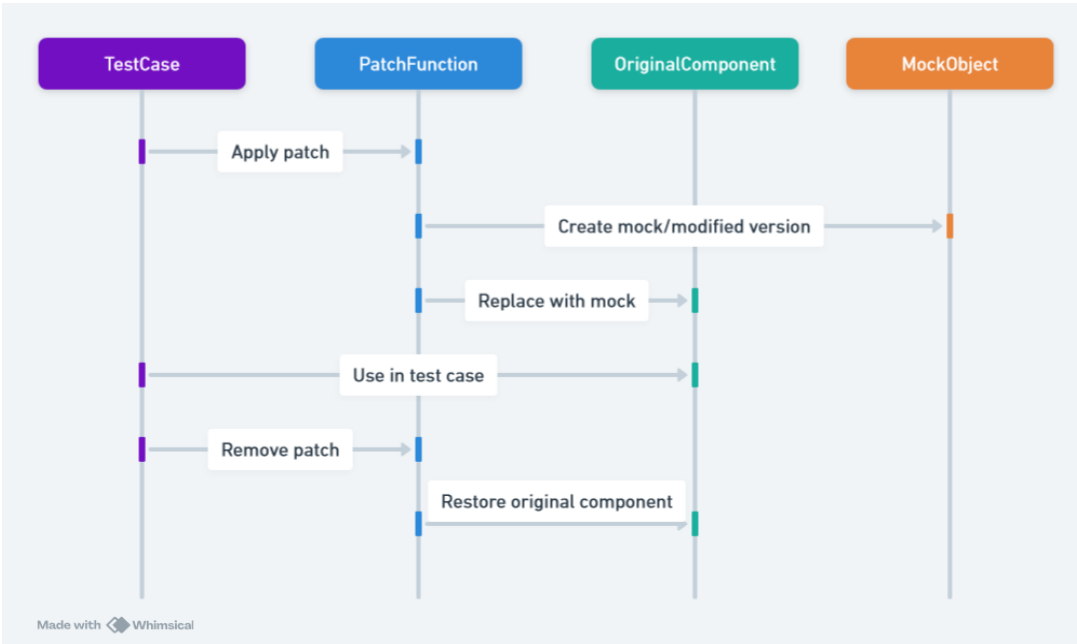 TestCase
PatchFunction
OriginalComponent
MockObject
Apply patch
Create mock/modified version
Replace with mock
Use in test case
Remove patch
Restore original component
Made with Whimsical